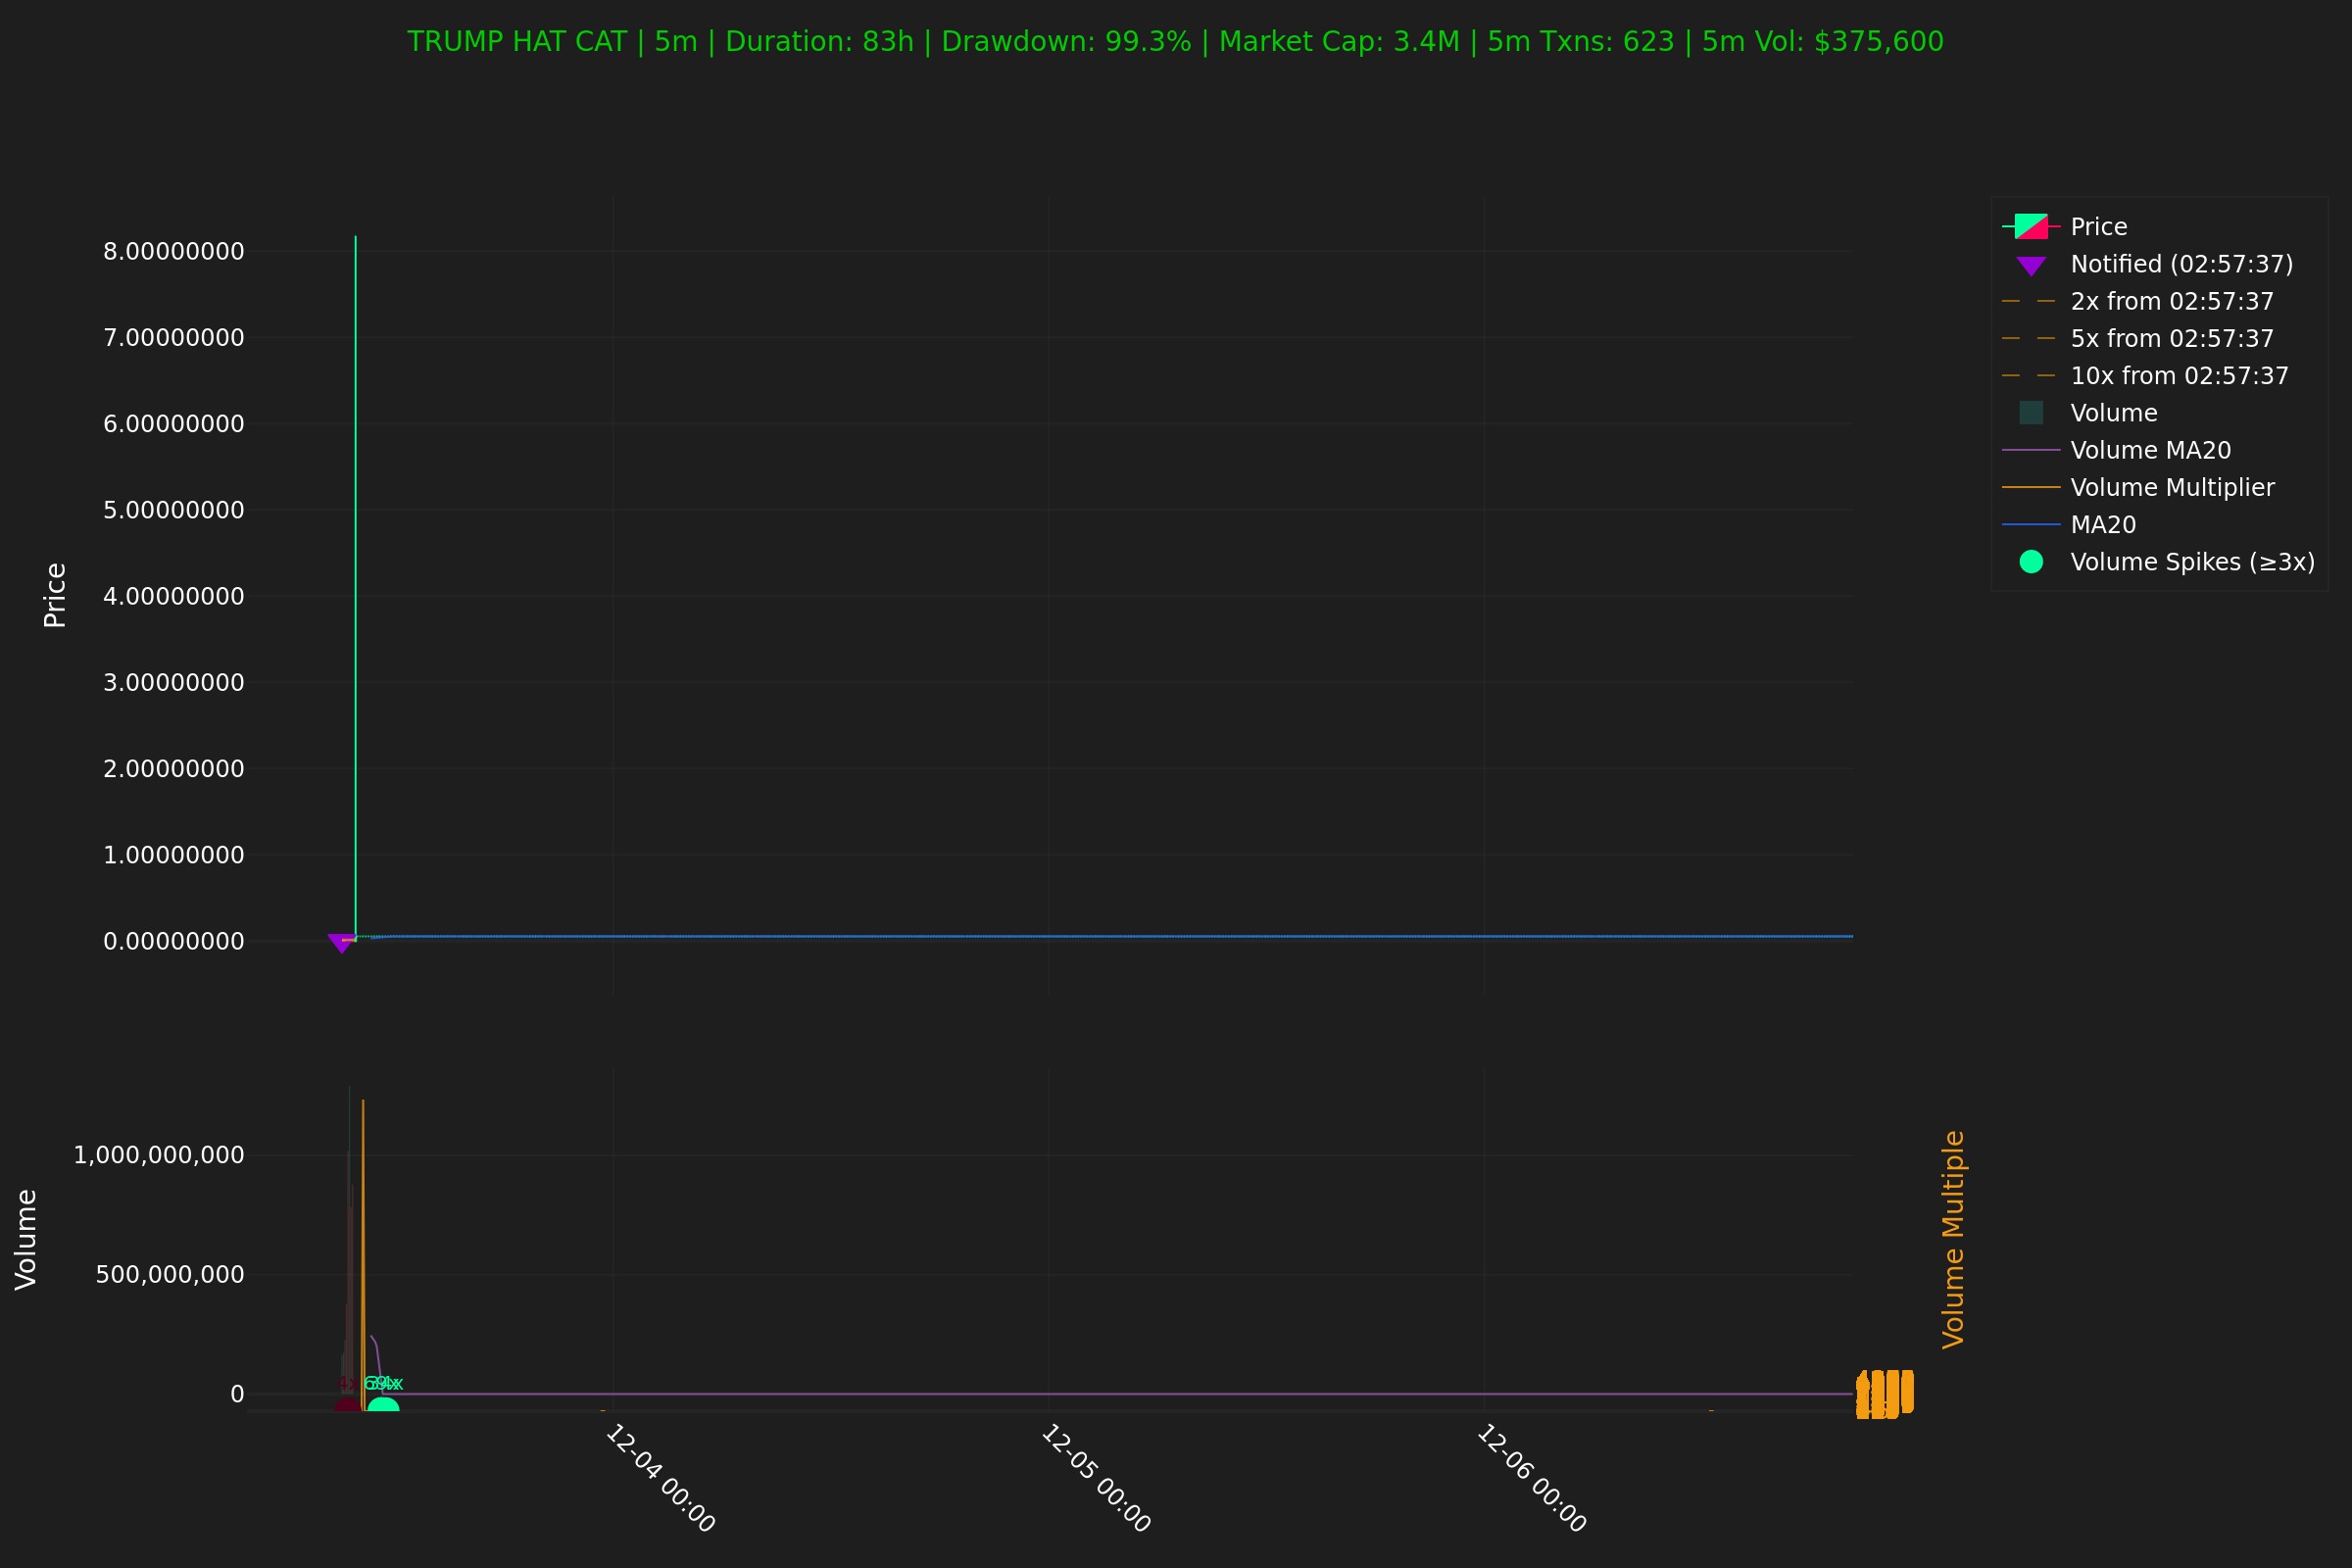 TRUMP HAT CAT | 5m | Duration: 83h | Drawdown: 99.3% | Market Cap: 3.4M | 5m Txns: 623 | 5m Vol: $375,600
Price
8.00000000
7.00000000
6.00000000
5.00000000
4.00000000
3.00000000
2.00000000
1.00000000
0.00000000
Price
Notified (02:57:37)
2x from 02:57:37
5x from 02:57:37
10x from 02:57:37
Volume
Volume MA20
Volume Multiplier
MA20
Volume Spikes (≥3x)
Volume
1,000,000,000
500,000,000
0
4x
Volume Multiple
12-04 00:00
12-05 00:00
12-06 00:00